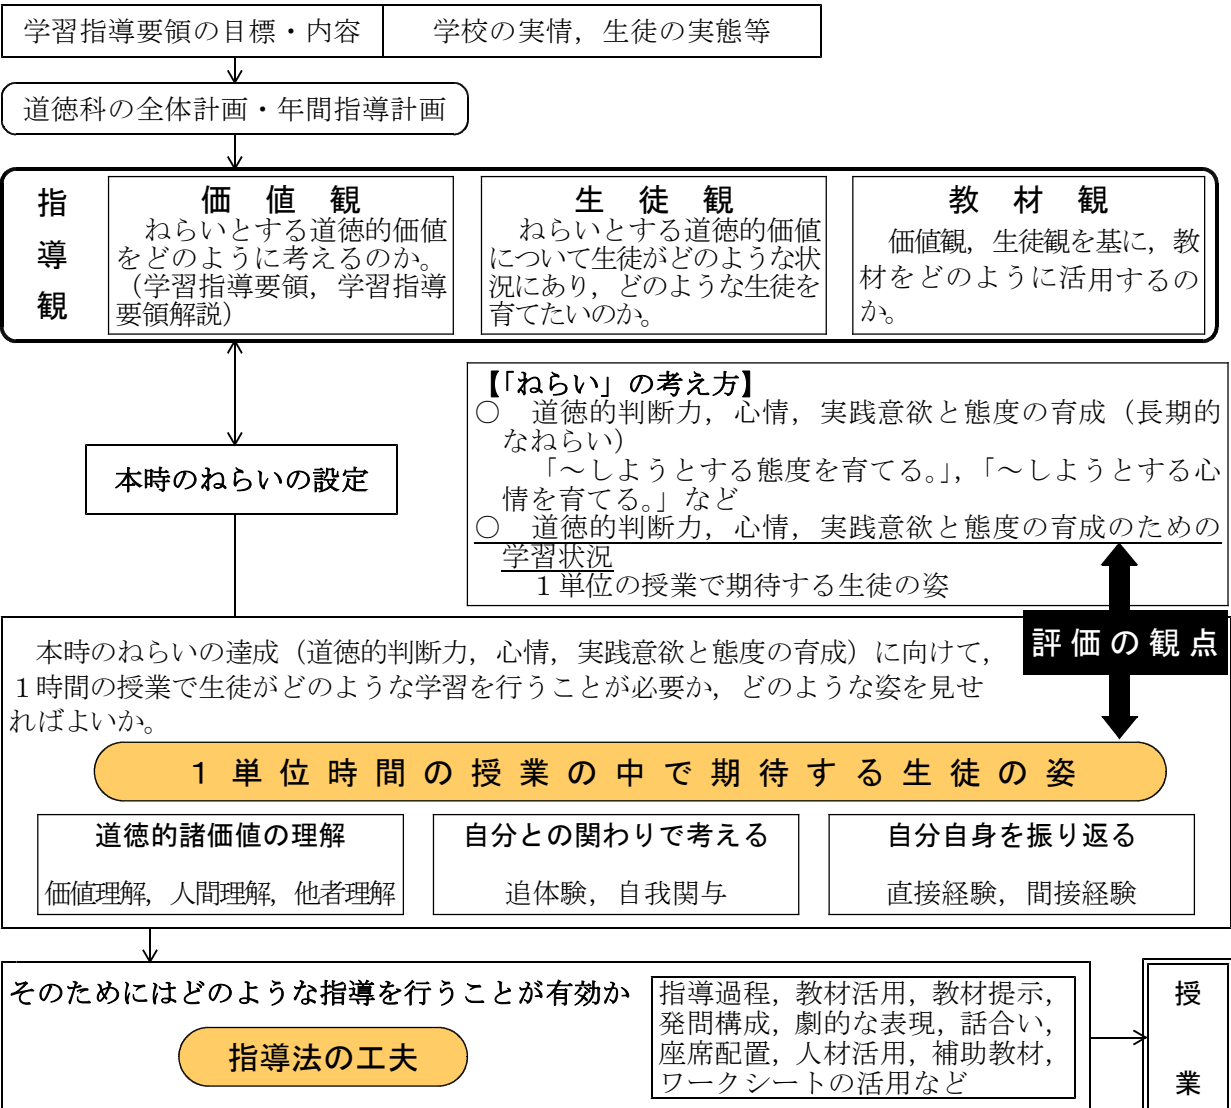 学習指導要領の目標・内容
学校の実情，生徒の実態等
道徳科の全体計画・年間指導計画
指
導
観
価値観
ねらいとする道徳的価値
をどのように考えるのか。
（学習指導要領，学習指導
要領解説）
生徒観
ねらいとする道徳的価値
について生徒がどのような状
況にあり，どのような生徒を
育てたいのか。
教材観
価値観，生徒観を基に，教
材をどのように活用するの
か。
本時のねらいの設定
【「ねらい」の考え方】
○　道徳的判断力，心情，実践意欲と態度の育成（長期的
なねらい）
「～しようとする態度を育てる。」，「～しようとする心
情を育てる。」など
○　道徳的判断力，心情，実践意欲と態度の育成のための
学習状況
１単位の授業で期待する生徒の姿
評価の観点
本時のねらいの達成（道徳的判断力，心情，実践意欲と態度の育成）に向けて，
１時間の授業で生徒がどのような学習を行うことが必要か，どのような姿を見せ
ればよいか。
１単位時間の授業の中で期待する生徒の姿
道徳的諸価値の理解
価値理解，人間理解，他者理解
自分との関わりで考える
追体験，自我関与
自分自身を振り返る
直接経験，間接経験
そのためにはどのような指導を行うことが有効か
指導法の工夫
指導過程，教材活用，教材提示，
発問構成，劇的な表現，話合い，
座席配置，人材活用，補助教材，
ワークシートの活用など
授
業